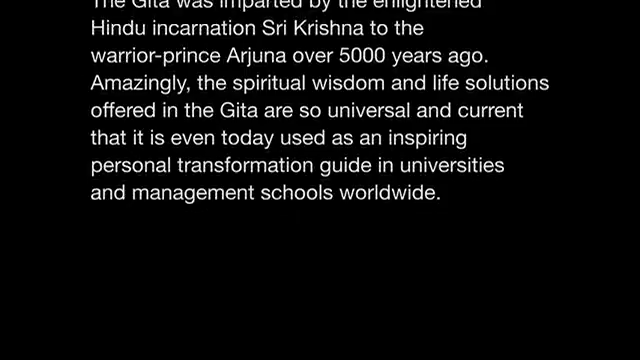 The Gita was imparted by the enlightened
Hindu incarnation Sri Krishna to the
warrior-prince Arjuna over 5000 years ago.
Amazingly, the spiritual wisdom and life solutions
offered in the Gita are so universal and current
that it is even today used as an inspiring
personal transformation guide in universities
and management schools worldwide.